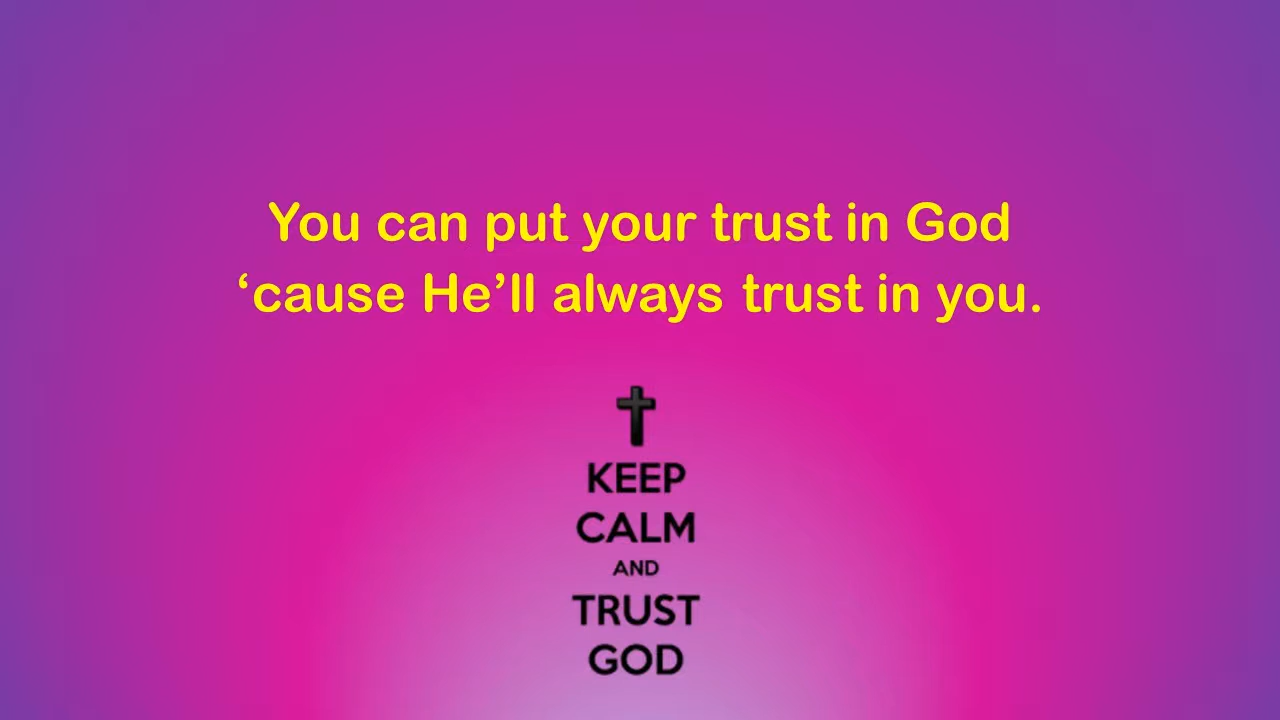 You can put your trust in God
‘cause He’ll always trust in you.
KEEP
CALM
AND
TRUST
GOD